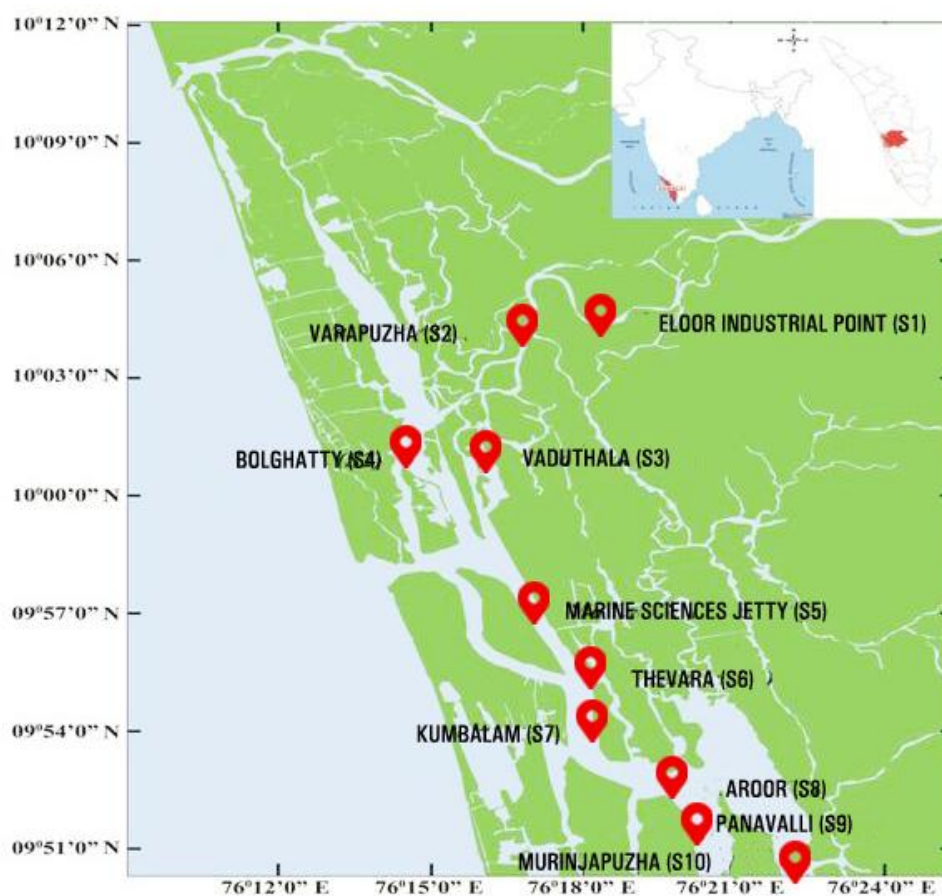 10°12’0” N
10°09’0” N
10°06’0” N
VARAPUZHA (S2)
ELOOR INDUSTRIAL POINT (S1)
10°03’0” N
BOLGHATTY (S4)
VADUTHALA (S3)
10°00’0” N
09°57’0” N
MARINE SCIENCES JETTY (S5)
THEVARA (S6)
09°54’0” N
KUMBALAM (S7)
AROOR (S8)
PANAVALLI (S9)
09°51’0” N
MURINJAPUZHA (S10)
76°12’0” E
76°15’0” E
76°18’0” E
76°21’0” E
76°24’0” E